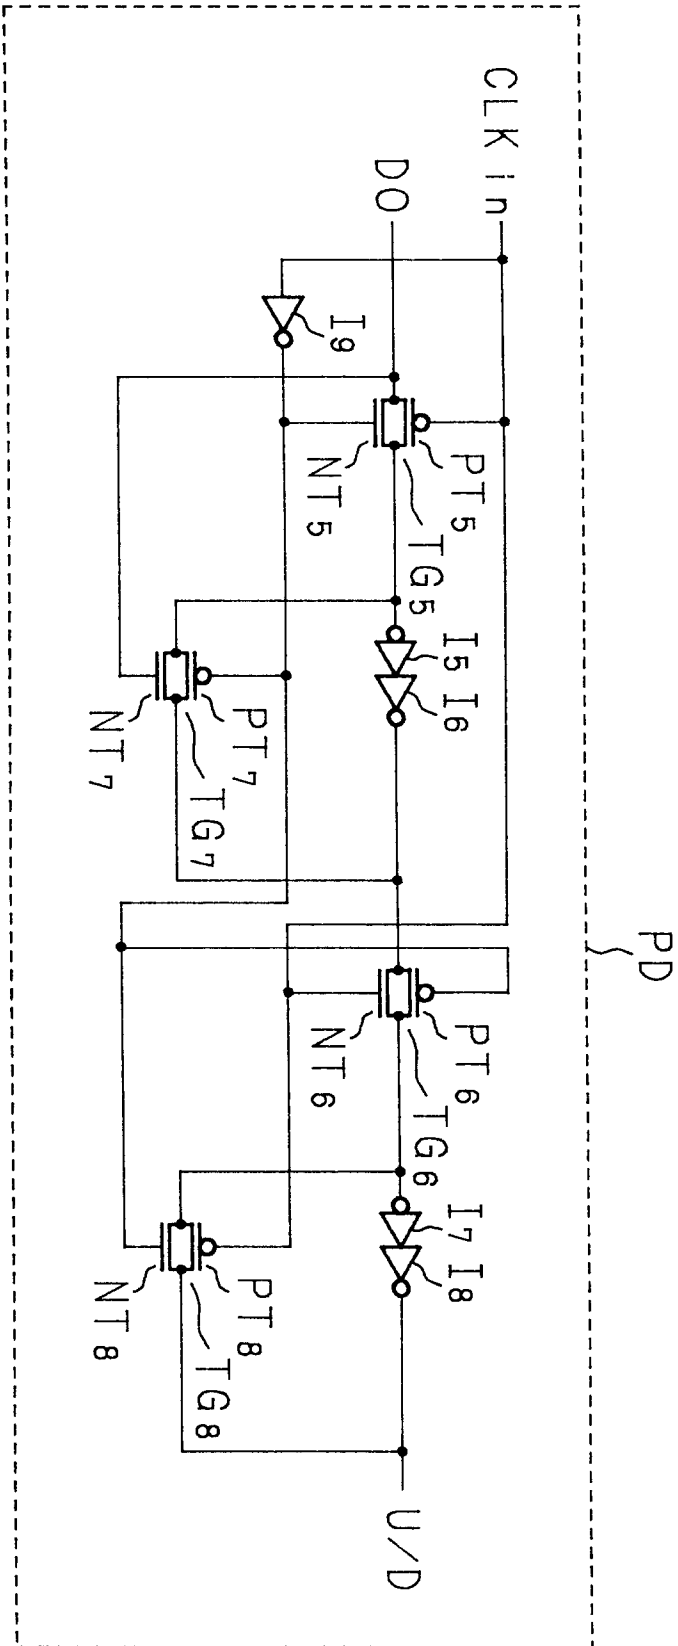 PD
CLK in
DO
I9
PT5
NT5
TG5
I5 I6
PT7
NT7
TG7
PT6
NT6
TG6
I7 I8
PT8
NT8
TG8
U/D